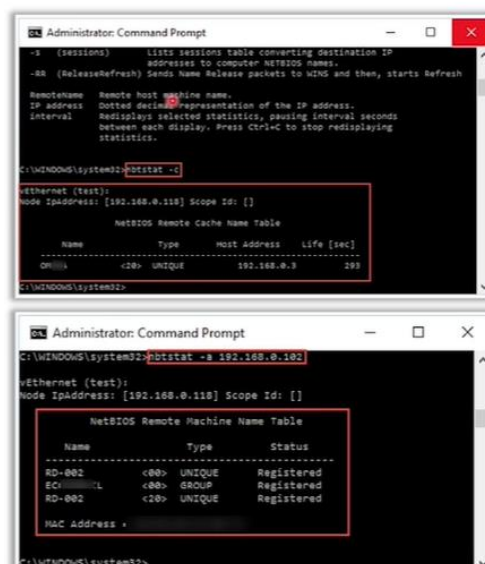 Administrator: Command Prompt
-S (sessions) Lists sessions table converting destination IP
addresses to computer NETBIOS names.
-RR (ReleaseRefresh) Sends Name Release packets to WINS and then, starts Refresh
RemoteName Remote host machine name.
IP address Dotted decimal representation of the IP address.
interval Redisplays selected statistics, pausing interval seconds
between each display. Press Ctrl+C to stop redisplaying
statistics.
C:\WINDOWS\system32>nbtstat -c
vEthernet (test):
Node IpAddress: [192.168.0.118] Scope Id: []
NetBIOS Remote Cache Name Table
Name Type Host Address Life [sec]
<20> UNIQUE 192.168.0.3 293
C:\WINDOWS\system32>
Administrator: Command Prompt
C:\WINDOWS\system32>nbtstat -a 192.168.0.102
vEthernet (test):
Node IpAddress: [192.168.0.118] Scope Id: []
NetBIOS Remote Machine Name Table
Name Type Status
RD-002 <00> UNIQUE Registered
<00> GROUP Registered
RD-002 <20> UNIQUE Registered
MAC Address
C:\WINDOWS\system32>